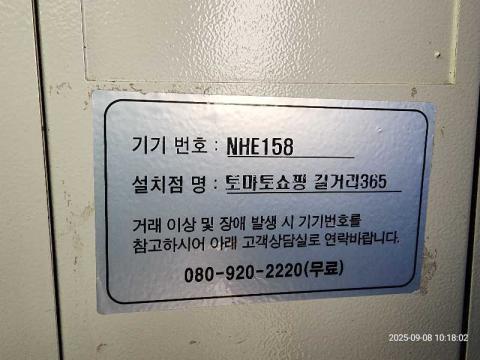 기기 번호 : NHE158
설치점 명 : 토마토쇼핑 길거리365
거래 이상 및 장애 발생 시 기기번호를
참고하시어 아래 고객상담실로 연락바랍니다.
080-920-2220(무료)
2025-09-08 10:18:02